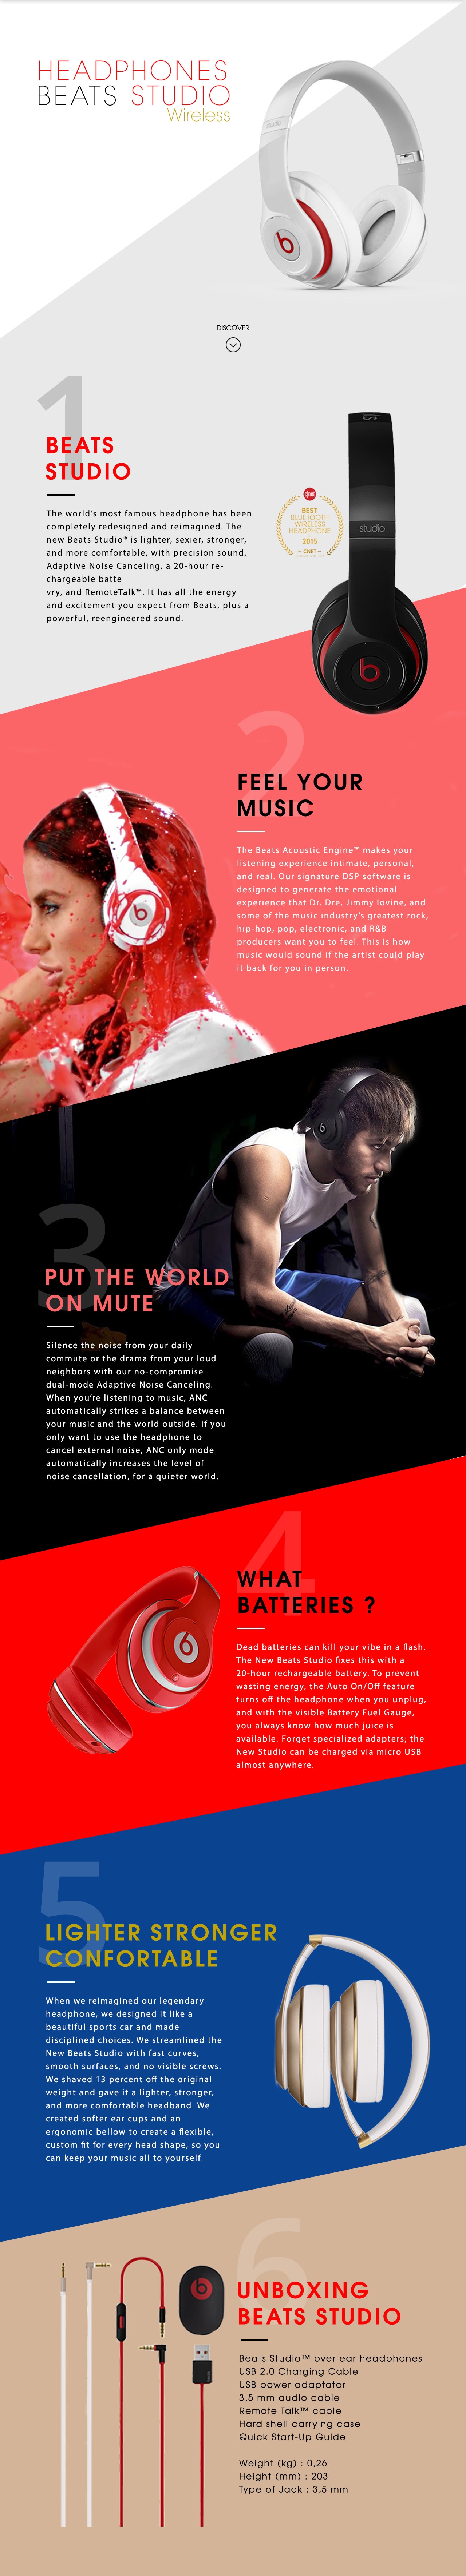 HEADPHONES
BEATS STUDIO
Wireless
studio
b
DISCOVER
1
BEATS
STUDIO
The world's most famous headphone has been
completely redesigned and reimagined. The
new Beats Studio® is lighter, sexier, stronger,
and more comfortable, with precision sound,
Adaptive Noise Canceling, a 20-hour re-
chargeable batte
vry, and RemoteTalk™. It has all the energy
and excitement you expect from Beats, plus a
powerful, reengineered sound.
cnet
BEST
BLUETOOTH
WIRELESS
HEADPHONE
2015
– CNET –
studio
b
2
FEEL YOUR
MUSIC
The Beats Acoustic Engine™ makes your
listening experience intimate, personal,
and real. Our signature DSP software is
designed to generate the emotional
experience that Dr. Dre, Jimmy Iovine, and
some of the music industry's greatest rock,
hip-hop, pop, electronic, and R&B
producers want you to feel. This is how
music would sound if the artist could play
it back for you in person.
b
3
PUT THE WORLD
ON MUTE
Silence the noise from your daily
commute or the drama from your loud
neighbors with our no-compromise
dual-mode Adaptive Noise Canceling.
When you're listening to music, ANC
automatically strikes a balance between
your music and the world outside. If you
only want to use the headphone to
cancel external noise, ANC only mode
automatically increases the level of
noise cancellation, for a quieter world.
4
WHAT
BATTERIES ?
Dead batteries can kill your vibe in a flash.
The New Beats Studio fixes this with a
20-hour rechargeable battery. To prevent
wasting energy, the Auto On/Off feature
turns off the headphone when you unplug,
and with the visible Battery Fuel Gauge,
you always know how much juice is
available. Forget specialized adapters; the
New Studio can be charged via micro USB
almost anywhere.
b
5
LIGHTER STRONGER
CONFORTABLE
When we reimagined our legendary
headphone, we designed it like a
beautiful sports car and made
disciplined choices. We streamlined the
New Beats Studio with fast curves,
smooth surfaces, and no visible screws.
We shaved 13 percent off the original
weight and gave it a lighter, stronger,
and more comfortable headband. We
created softer ear cups and an
ergonomic bellow to create a flexible,
custom fit for every head shape, so you
can keep your music all to yourself.
6
UNBOXING
BEATS STUDIO
Beats Studio™ over ear headphones
USB 2.0 Charging Cable
USB power adaptator
3,5 mm audio cable
Remote Talk™ cable
Hard shell carrying case
Quick Start-Up Guide
Weight (kg) : 0,26
Height (mm) : 203
Type of Jack : 3,5 mm
b